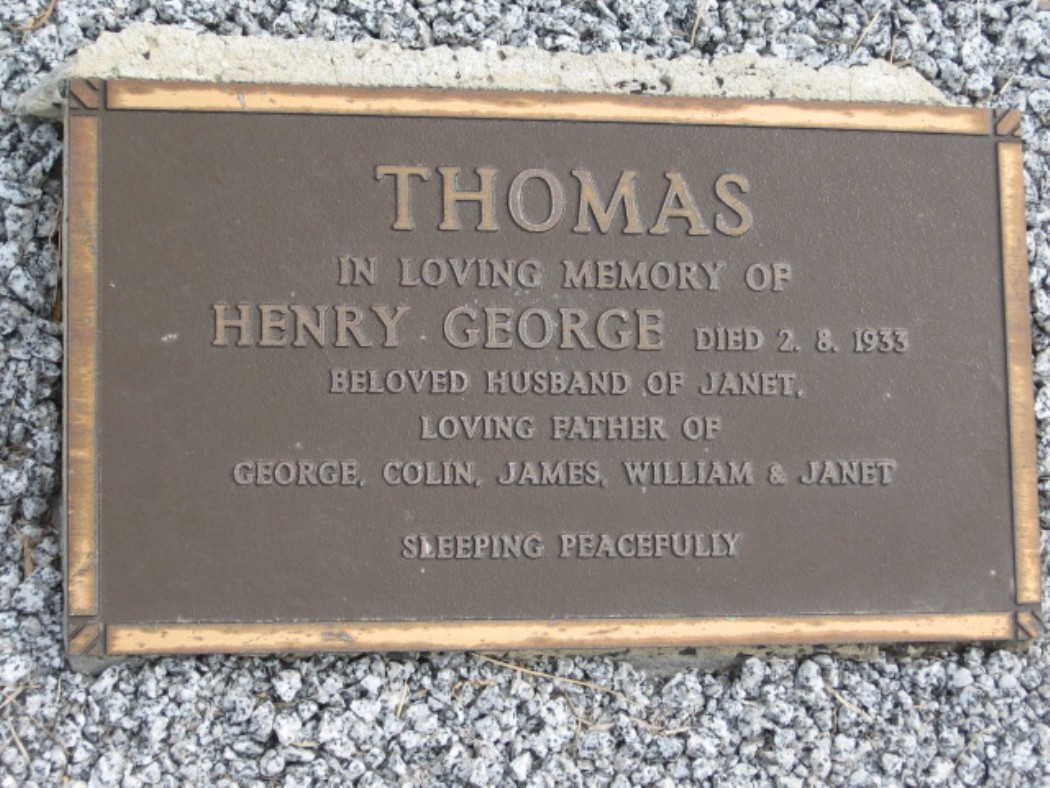 THOMAS
IN LOVING MEMORY OF
HENRY GEORGE DIED 2. 8. 1933
BELOVED HUSBAND OF JANET,
LOVING FATHER OF
GEORGE, COLIN, JAMES, WILLIAM & JANET
SLEEPING PEACEFULLY